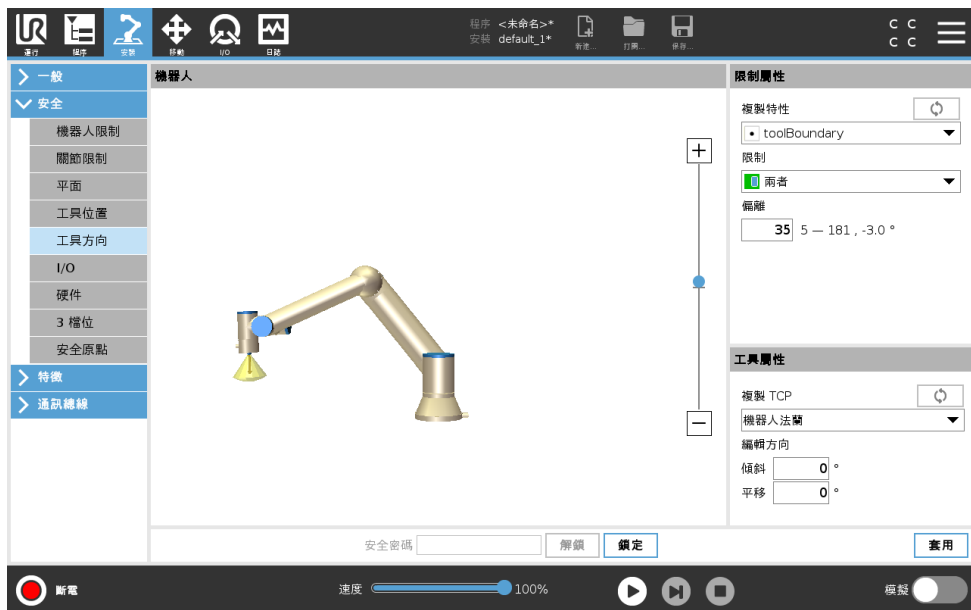 程序 <未命名>*
安裝 default_1*
運行
程序
安裝
移動
I/O
日誌
新建...
打開...
保存...
C C
C C
一般
安全
機器人限制
關節限制
平面
工具位置
工具方向
I/O
硬件
3 檔位
安全原點
特徵
通訊總線
機器人
限制屬性
複製特性
toolBoundary
限制
兩者
偏離
35 5 — 181 , -3.0 °
工具屬性
複製 TCP
機器人法蘭
編輯方向
傾斜 0 °
平移 0 °
安全密碼 解鎖 鎖定 套用
斷電 速度 100% 模擬